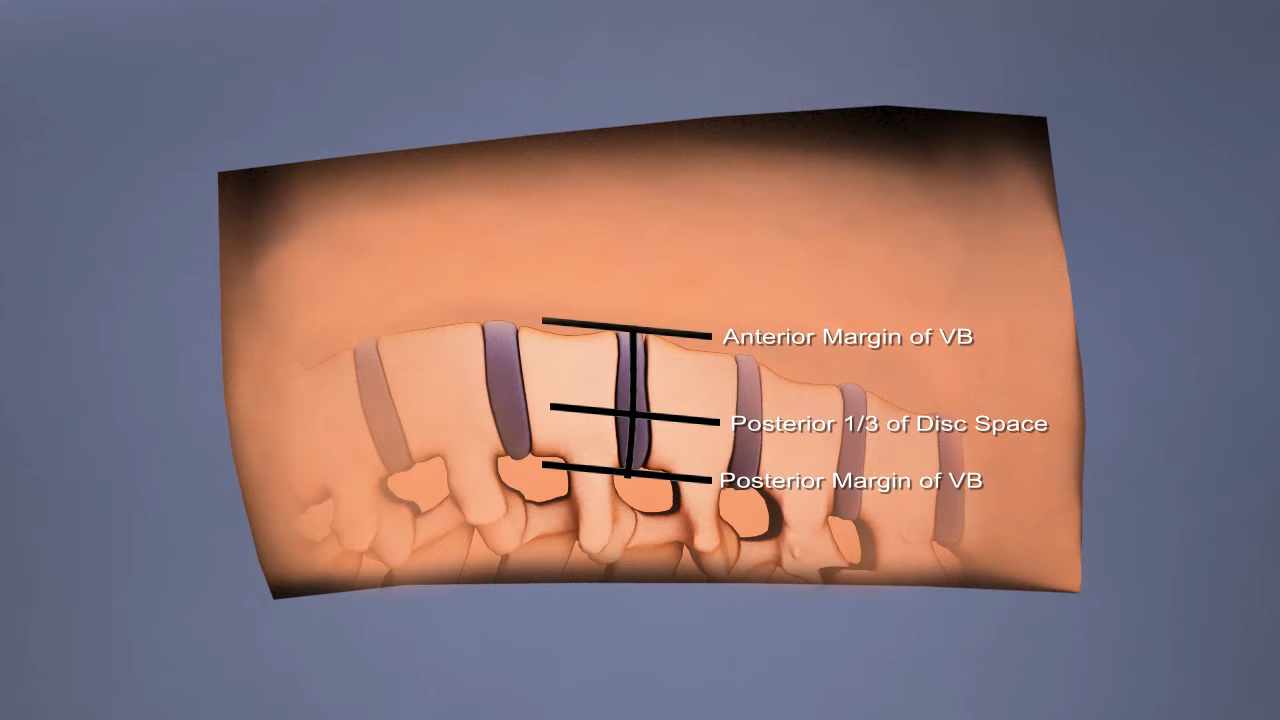 Anterior Margin of VB
Posterior 1/3 of Disc Space
Posterior Margin of VB